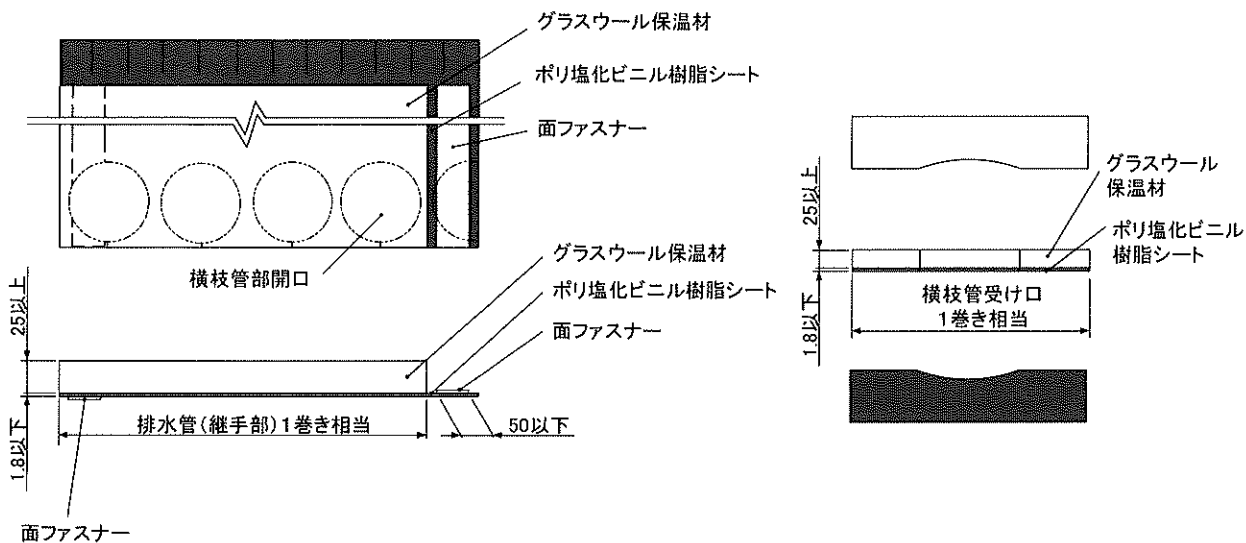 グラスウール保温材
ポリ塩化ビニル樹脂シート
面ファスナー
横枝管部開口
グラスウール保温材
ポリ塩化ビニル樹脂シート
面ファスナー
25以上
1.8以下
排水管(継手部)1巻き相当
50以下
面ファスナー
グラスウール
保温材
ポリ塩化ビニル
樹脂シート
25以上
1.8以下
横枝管受け口
1巻き相当